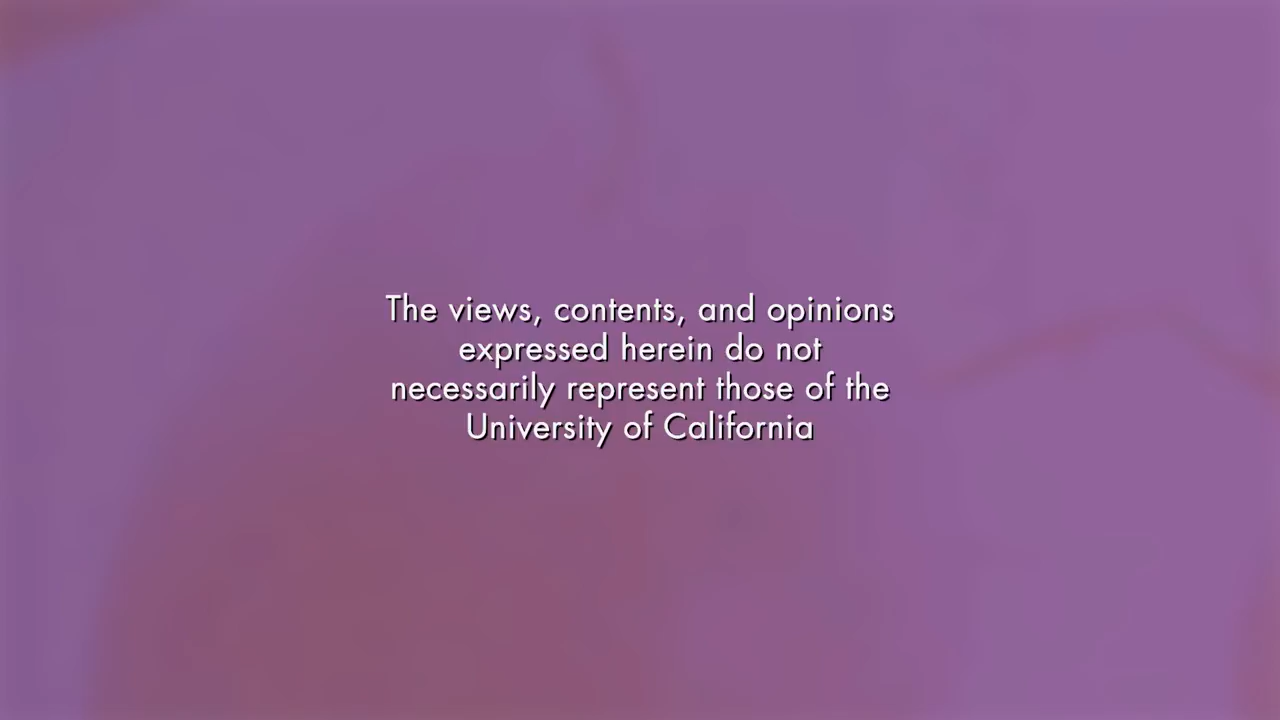 The views, contents, and opinions
expressed herein do not
necessarily represent those of the
University of California